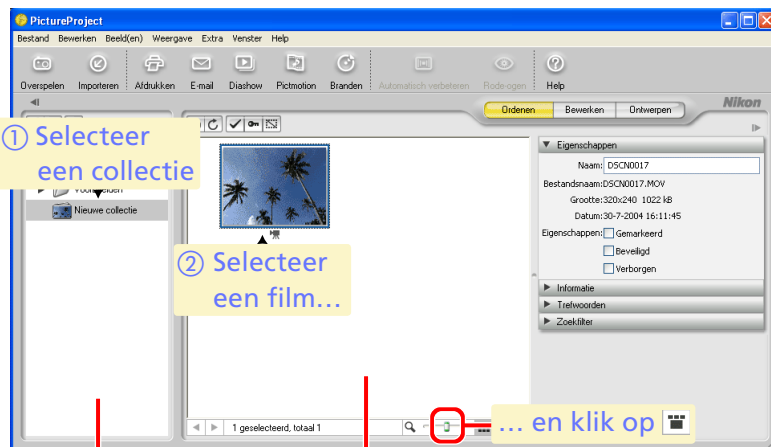 PictureProject
Bestand Bewerken Beeld(en) Weergave Extra Venster Help
Overspelen Importeren Afdrukken E-mail Diashow Pictmotion Branden Automatisch verbeteren Rode-ogen Help
Ordenen Bewerken Ontwerpen Nikon
① Selecteer
een collectie
Nieuwe collectie
② Selecteer
een film...
Eigenschappen
Naam: DSCN0017
Bestandsnaam: DSCN0017.MOV
Grootte: 320x240 1022 kB
Datum: 30-7-2004 16:11:45
Eigenschappen: Gemarkeerd
Beveiligd
Verborgen
Informatie
Trefwoorden
Zoekfilter
1 geselecteerd, totaal 1
... en klik op